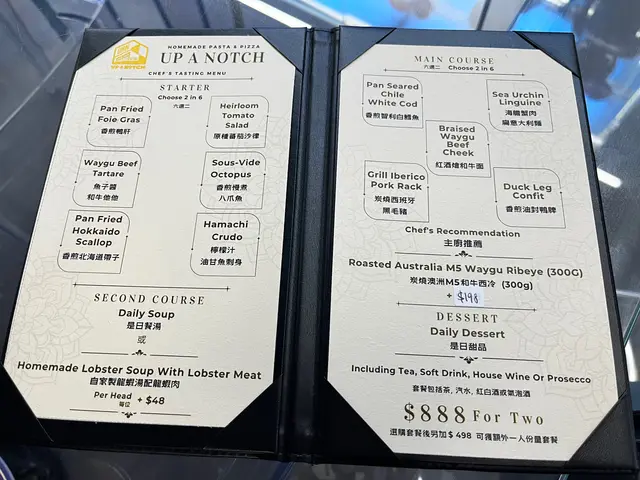 UP A NOTCH
HOMEMADE PASTA & PIZZA
UP A NOTCH
CHEF'S TASTING MENU
STARTER
Choose 2 in 6
六選二
Pan Fried
Foie Gras
香煎鴨肝
Heirloom
Tomato
Salad
原種蕃茄沙律
Waygu Beef
Tartare
魚子醬
和牛他他
Sous-Vide
Octopus
香煎慢煮
八爪魚
Pan Fried
Hokkaido
Scallop
香煎北海道帶子
Hamachi
Crudo
檸檬汁
油甘魚刺身
SECOND COURSE
Daily Soup
是日餐湯
或
Homemade Lobster Soup With Lobster Meat
自家製龍蝦湯配龍蝦肉
Per Head + $48
每位
MAIN COURSE
六選二 Choose 2 in 6
Pan Seared
Chile
White Cod
香煎智利白鱈魚
Sea Urchin
Linguine
海膽蟹肉
扁意大利麵
Braised
Waygu
Beef
Cheek
紅酒燴和牛面
Grill Iberico
Pork Rack
炭燒西班牙
黑毛豬
Duck Leg
Confit
香煎油封鴨脾
Chef's Recommendation
主廚推薦
Roasted Australia M5 Waygu Ribeye (300G)
炭燒澳洲M5和牛西冷 (300g)
+ $198
DESSERT
Daily Dessert
是日甜品
Including Tea, Soft Drink, House Wine Or Prosecco
套餐包括茶, 汽水, 紅白酒或氣泡酒
$888 For Two
選購套餐後另加$ 498 可獲額外一人份量套餐